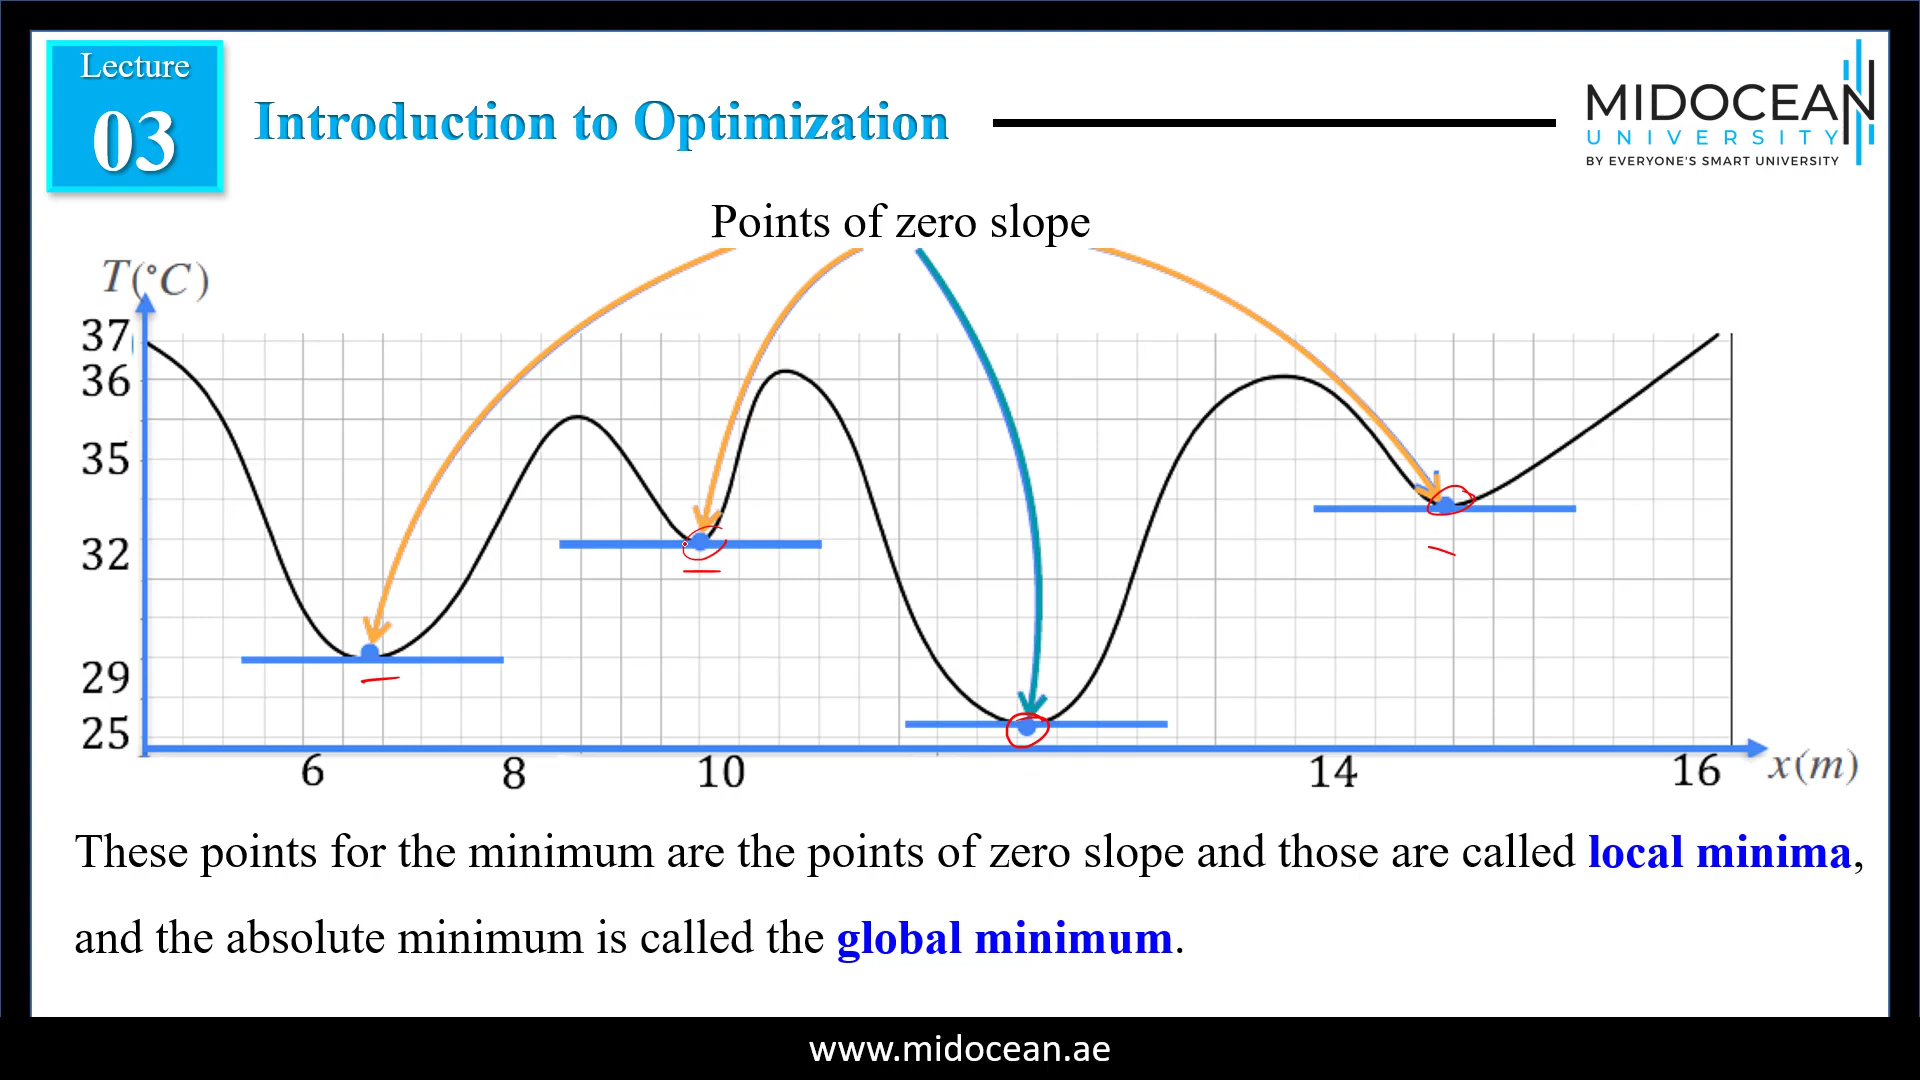 Lecture
03
Introduction to Optimization
MIDOCEAN
UNIVERSITY
BY EVERYONE'S SMART UNIVERSITY
Points of zero slope
T(°C)
37
36
35
32
29
25
6 8 10 14 16 x(m)
These points for the minimum are the points of zero slope and those are called local minima,
and the absolute minimum is called the global minimum.
www.midocean.ae